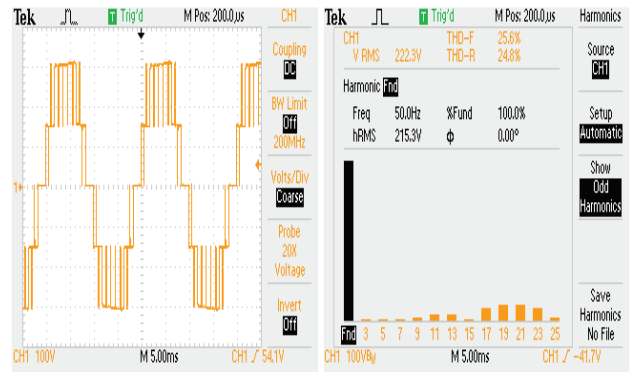 Tek T Trig'd M Pos: 200.0µs CH1
Coupling
DC
BW Limit
Off
200MHz
Volts/Div
Coarse
Probe
20X
Voltage
Invert
Off
1
CH1 100V M 5.00ms CH1 54.1V
Tek T Trig'd M Pos: 200.0µs Harmonics
CH1 THD-F 25.6%
V RMS 222.3V THD-R 24.8%
Harmonic Fnd
Freq 50.0Hz %Fund 100.0%
hRMS 215.3V ϕ 0.00°
Source
CH1
Setup
Automatic
Show
Odd
Harmonics
Save
Harmonics
No File
Fnd 3 5 7 9 11 13 15 17 19 21 23 25
CH1 100VBW M 5.00ms CH1 -41.7V